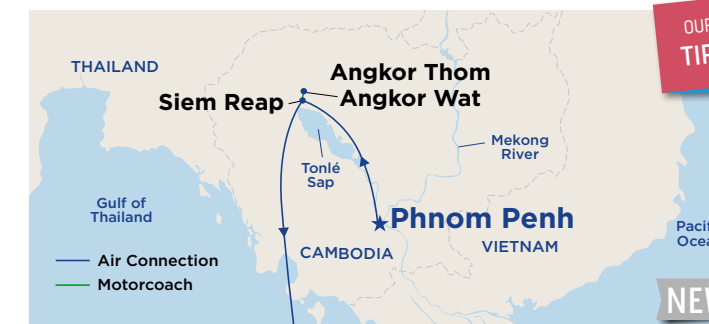 OUR
THAILAND
Angkor Thom
Siem Reap
Angkor Wat
Mekong
River
Tonlé
Sap
Gulf of
Thailand
Phnom Penh
CAMBODIA
VIETNAM
Air Connection
Motorcoach